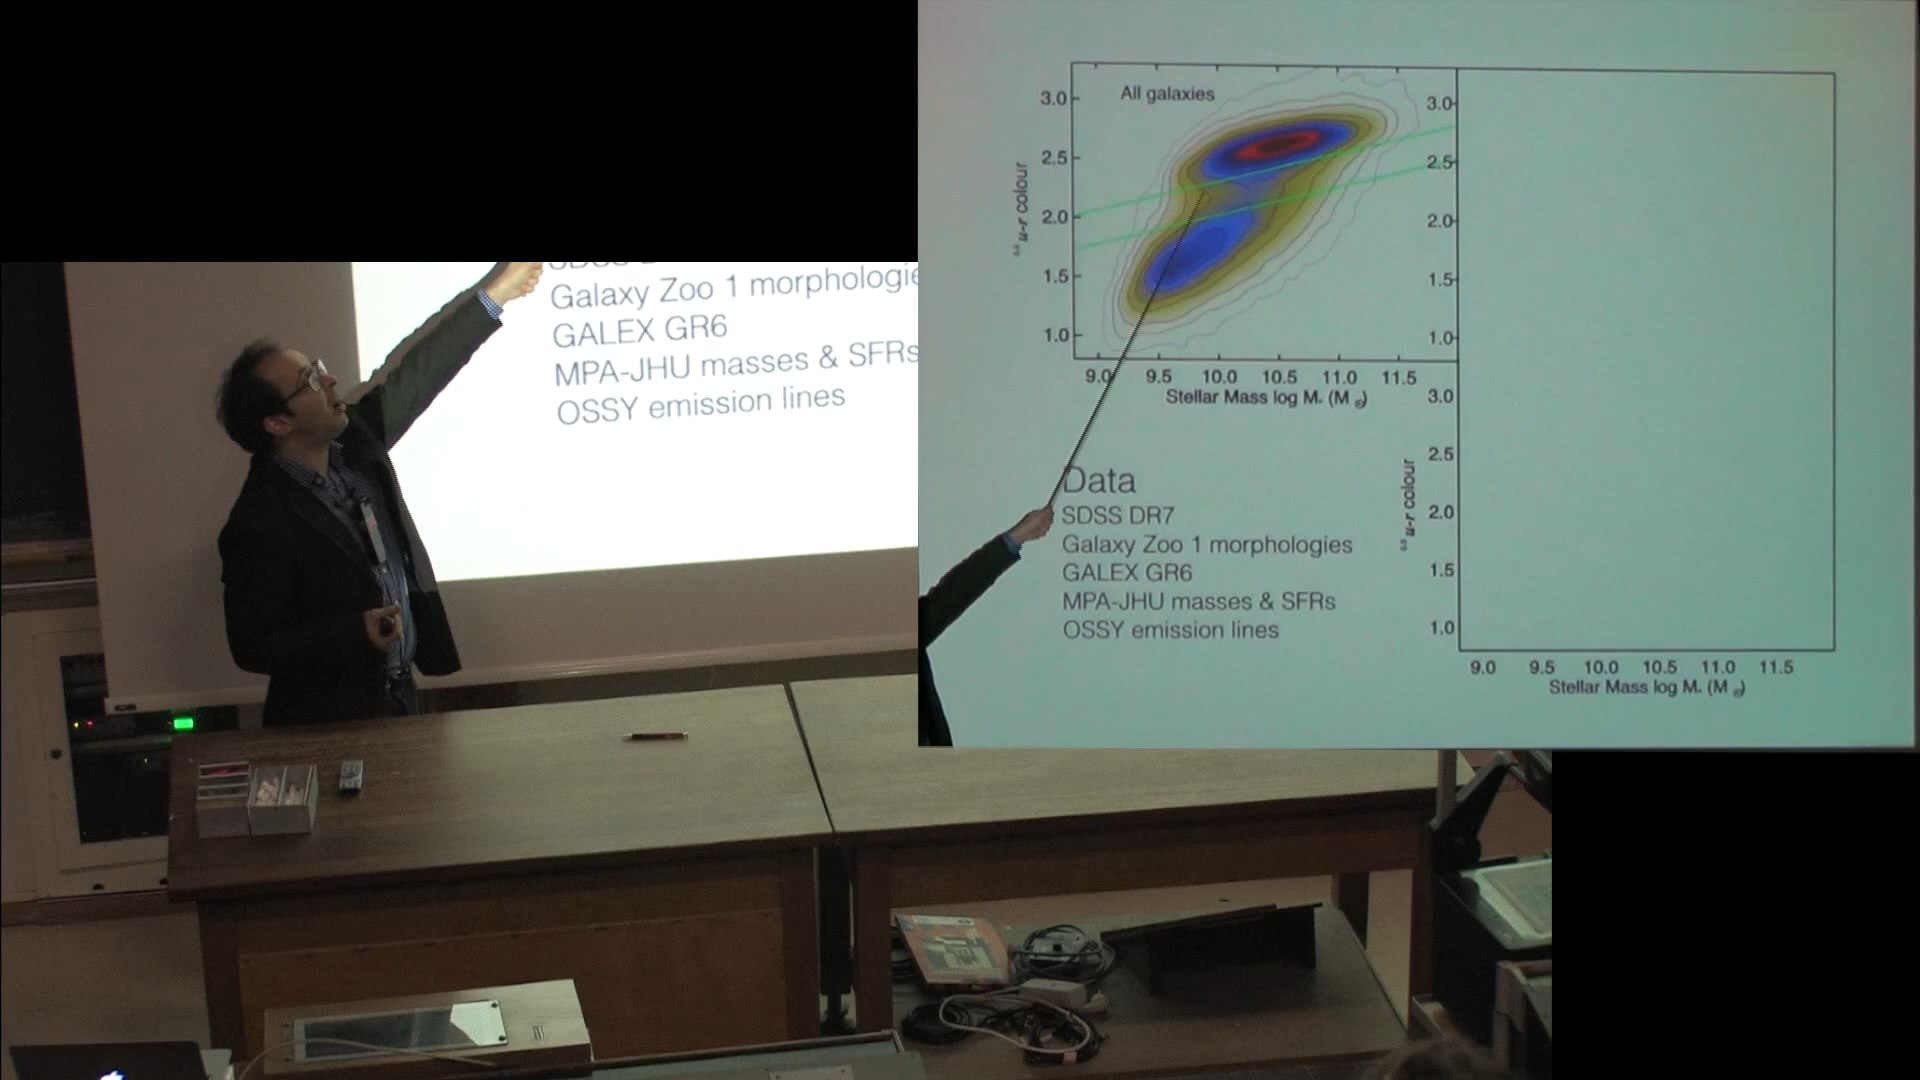 Galaxy Zoo 1 morphologie
GALEX GR6
MPA-JHU masses & SFRs
OSSY emission lines
All galaxies
3.0
2.5
2.0
1.5
1.0
u-r colour
9.0 9.5 10.0 10.5 11.0 11.5
Stellar Mass log M* (M⊙)
3.0
2.5
2.0
1.5
1.0
3.0
2.5
2.0
1.5
1.0
u-r colour
9.0 9.5 10.0 10.5 11.0 11.5
Stellar Mass log M* (M⊙)
Data
SDSS DR7
Galaxy Zoo 1 morphologies
GALEX GR6
MPA-JHU masses & SFRs
OSSY emission lines